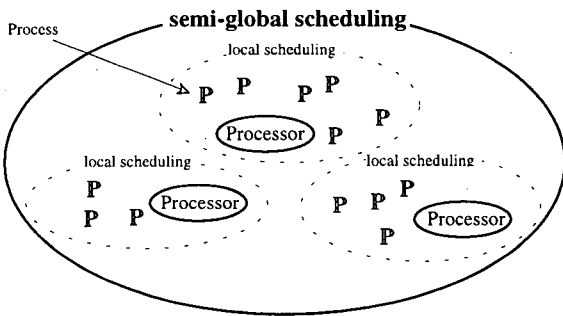 semi-global scheduling
Process
local scheduling
P P P P
P
Processor P
local scheduling
local scheduling
P
P P
Processor
P P P
P
Processor